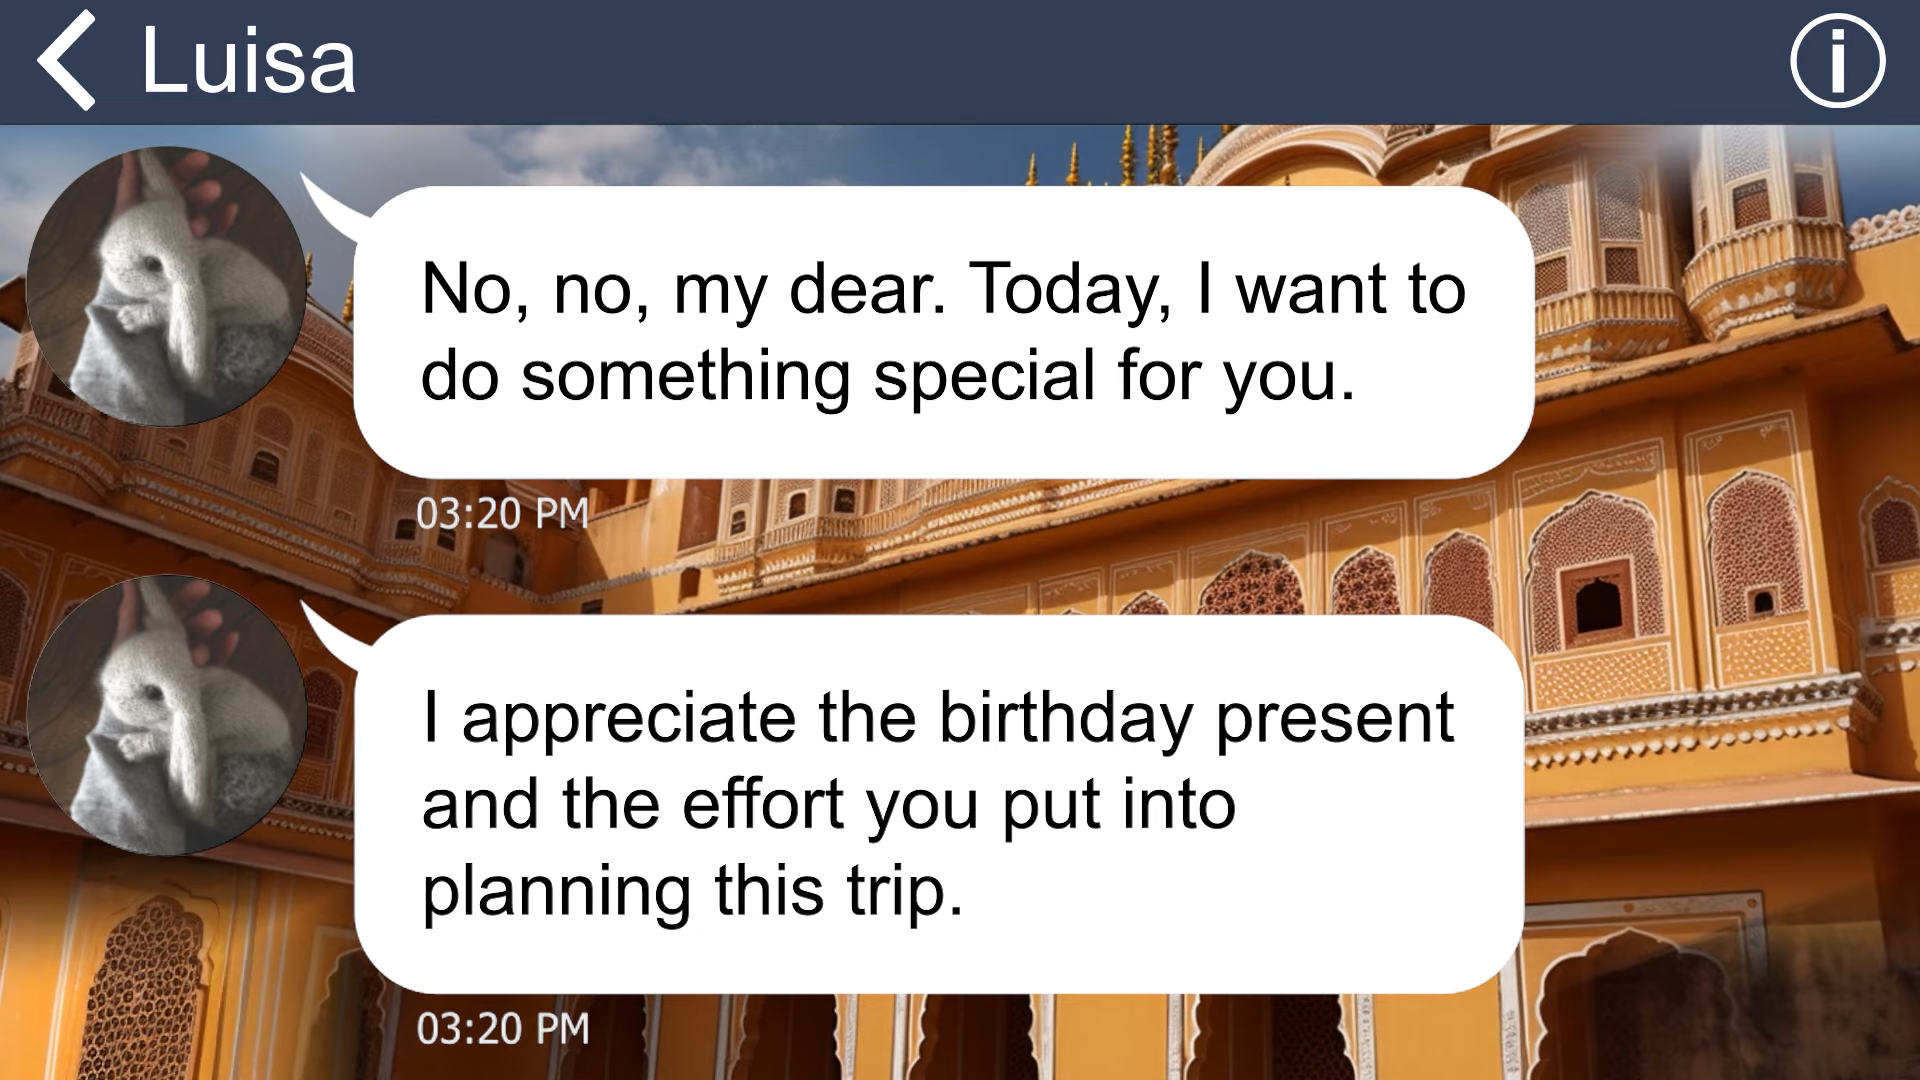 Luisa
No, no, my dear. Today, I want to
do something special for you.
03:20 PM
I appreciate the birthday present
and the effort you put into
planning this trip.
03:20 PM